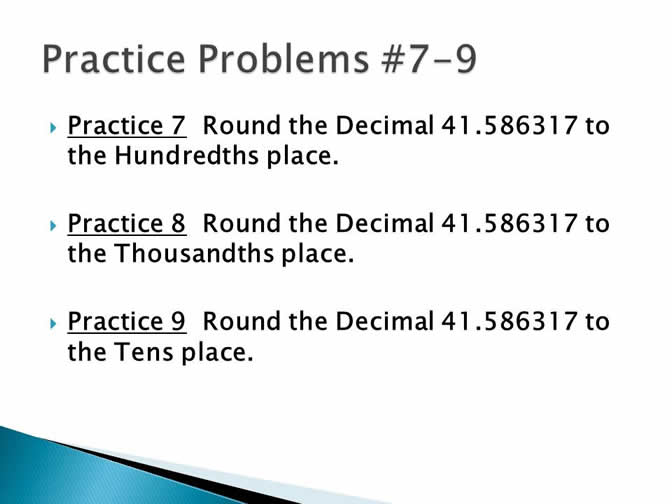 Practice Problems #7-9
Practice 7 Round the Decimal 41.586317 to
the Hundredths place.
Practice 8 Round the Decimal 41.586317 to
the Thousandths place.
Practice 9 Round the Decimal 41.586317 to
the Tens place.